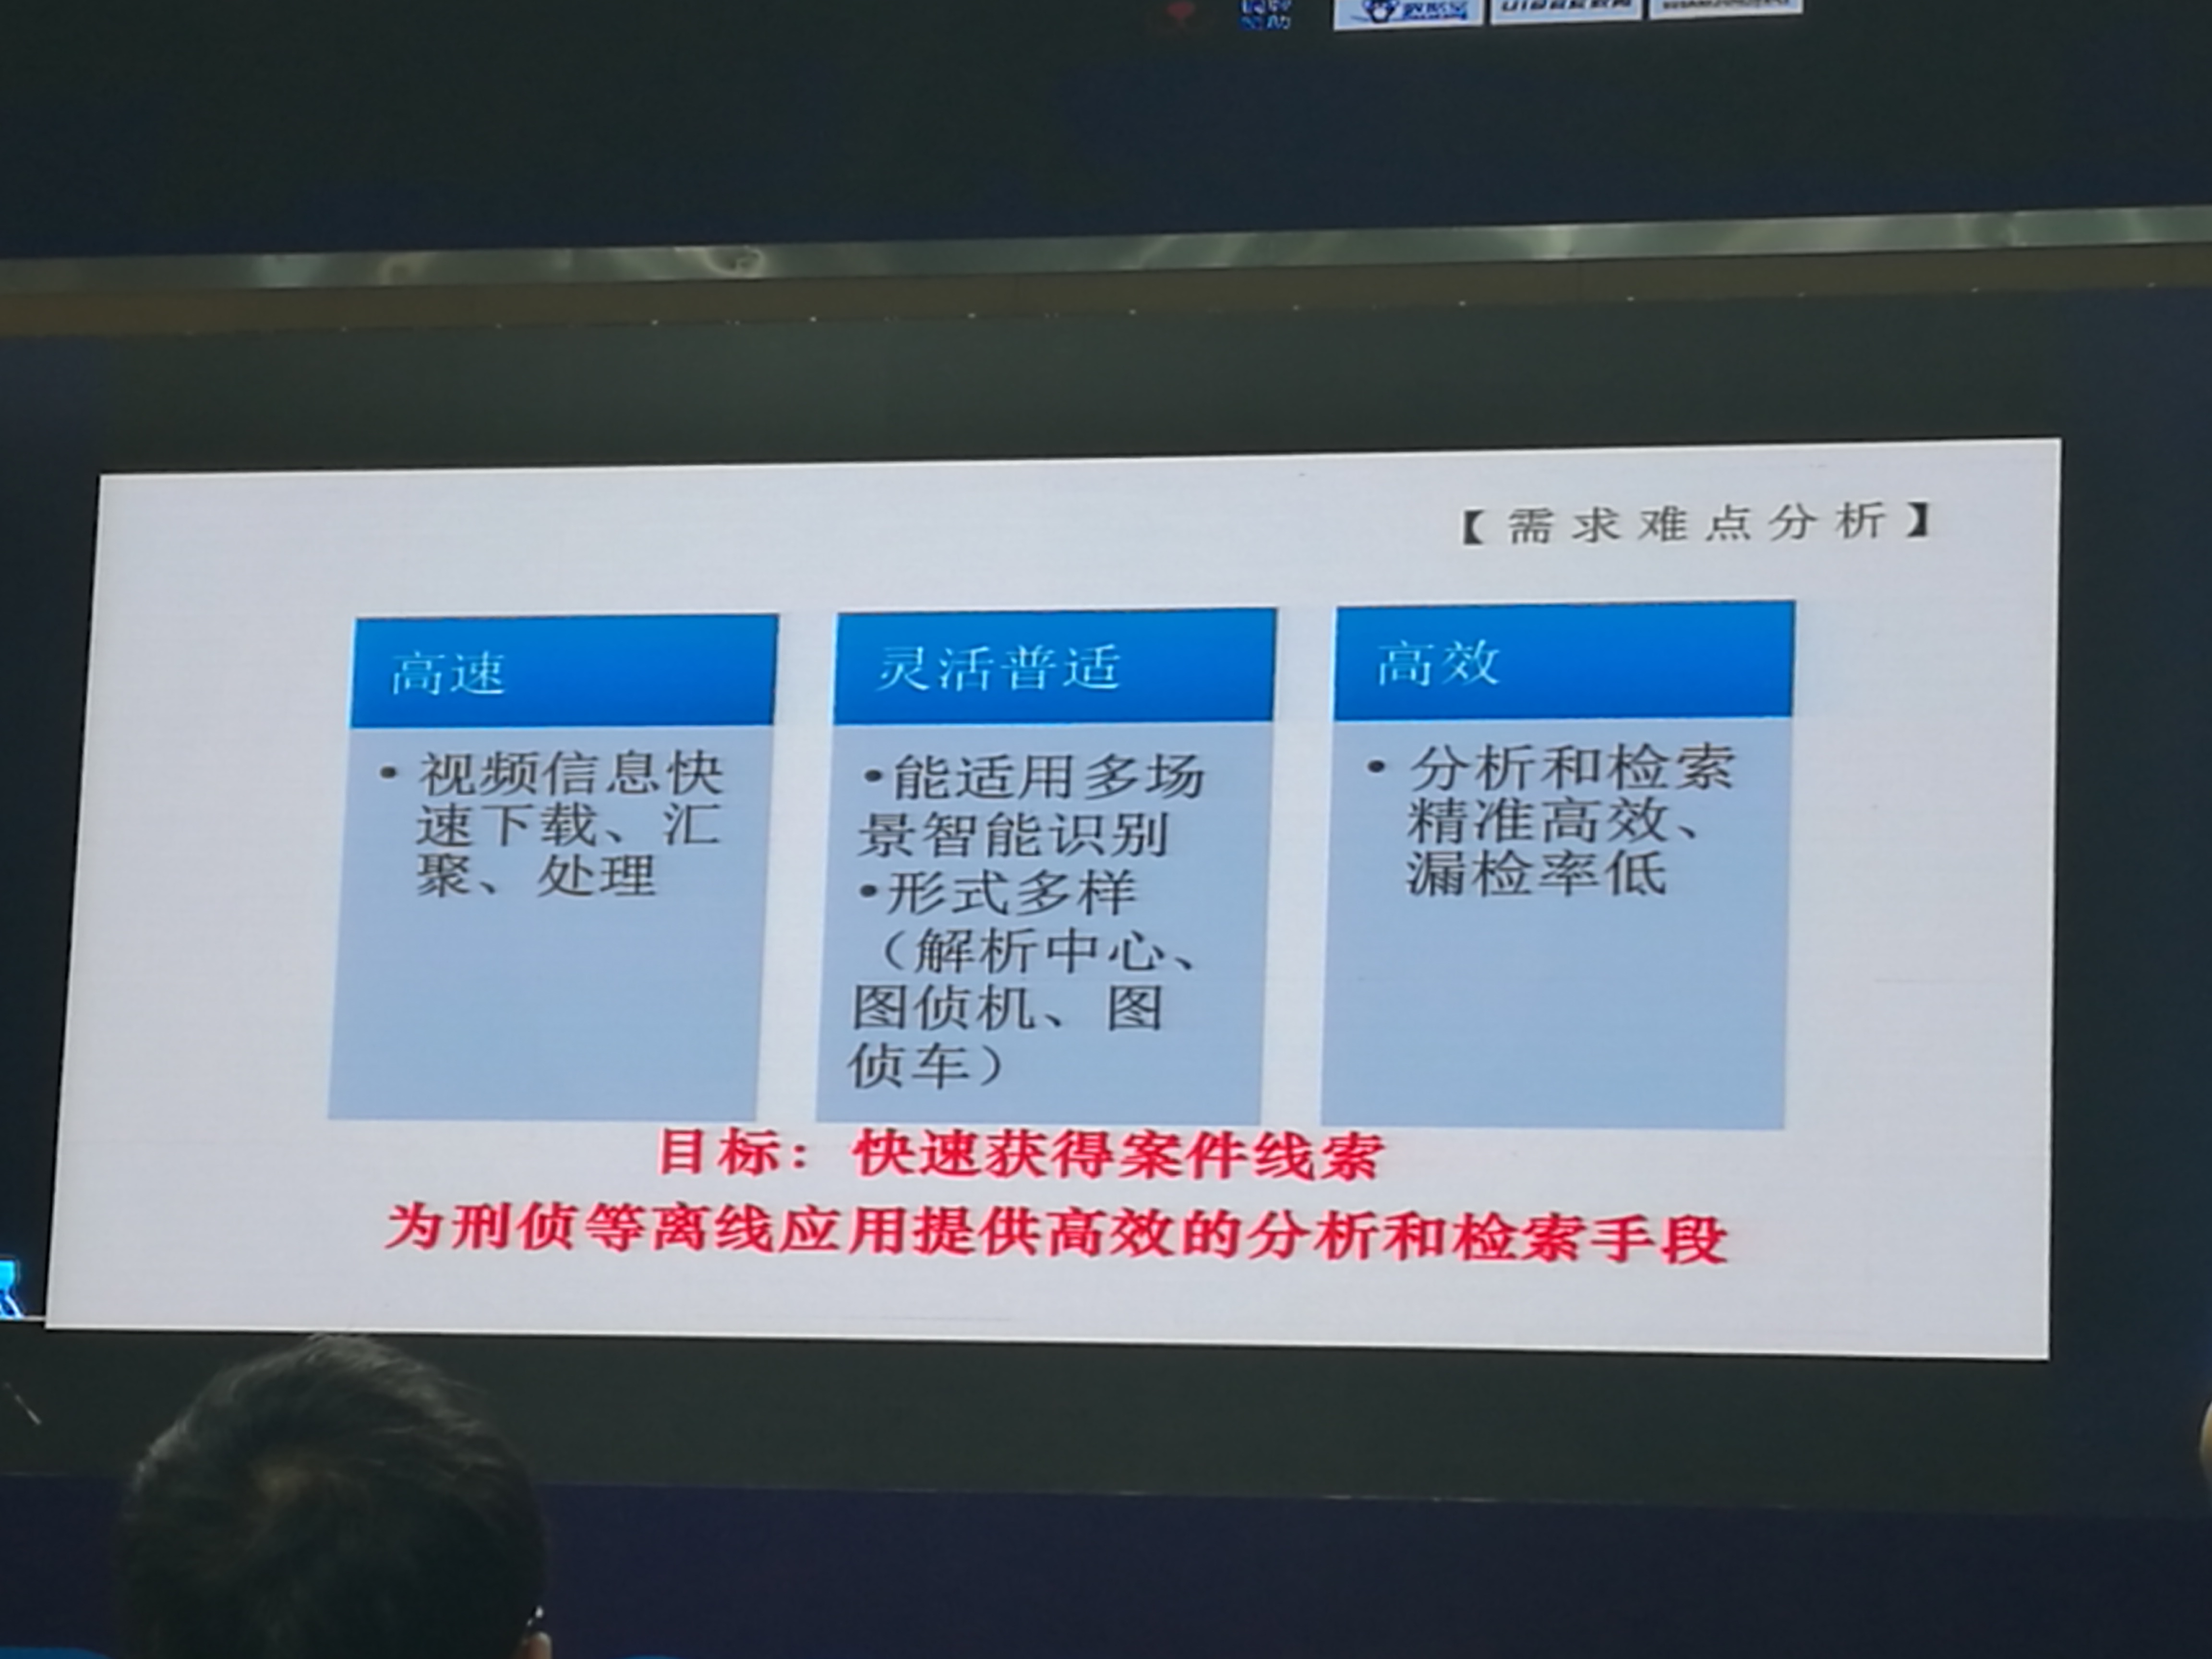 【需求难点分析】
高速
• 视频信息快
速下载、汇
聚、处理
灵活普适
•能适用多场
景智能识别
•形式多样
（解析中心、
图侦机、图
侦车）
高效
• 分析和检索
精准高效、
漏检率低
目标：快速获得案件线索
为刑侦等离线应用提供高效的分析和检索手段